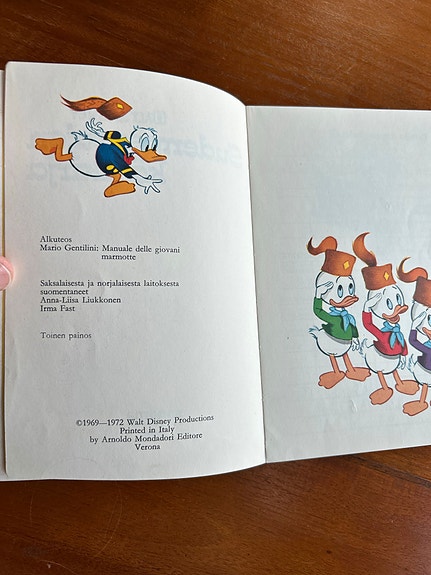 Alkuteos
Mario Gentilini: Manuale delle giovani
marmotte
Saksalaisesta ja norjalaisesta laitoksesta
suomentaneet
Anna-Liisa Liukkonen
Irma Fast
Toinen painos
©1969—1972 Walt Disney Productions
Printed in Italy
by Arnoldo Mondadori Editore
Verona